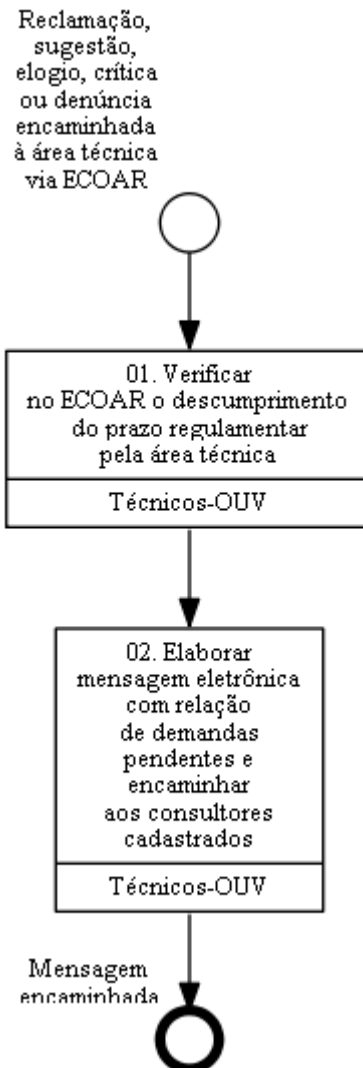 Reclamação,
sugestão,
elogio, crítica
ou denúncia
encaminhada
à área técnica
via ECOAR
01. Verificar
no ECOAR o descumprimento
do prazo regulamentar
pela área técnica
Técnicos-OUV
02. Elaborar
mensagem eletrônica
com relação
de demandas
pendentes e
encaminhar
aos consultores
cadastrados
Técnicos-OUV
Mensagem
encaminhada